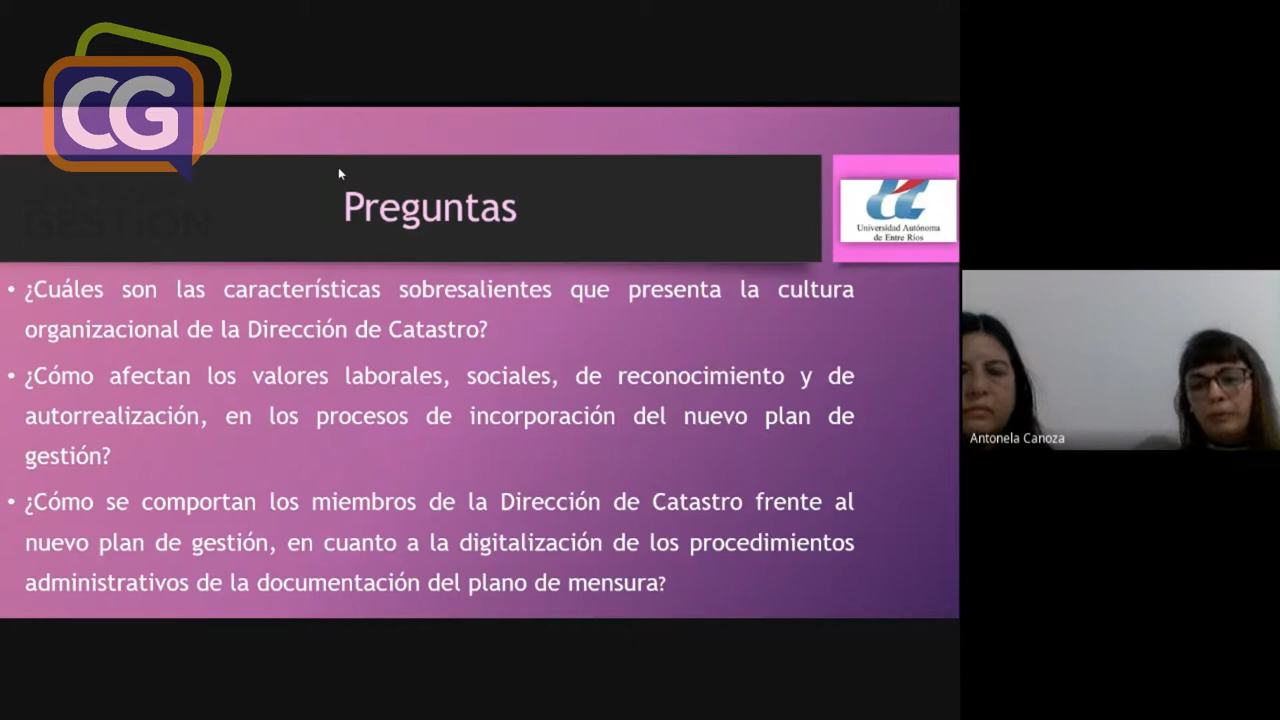 CG
GESTIÓN
Preguntas
Universidad Autónoma
de Entre Ríos
• ¿Cuáles son las características sobresalientes que presenta la cultura
organizacional de la Dirección de Catastro?
• ¿Cómo afectan los valores laborales, sociales, de reconocimiento y de
autorrealización, en los procesos de incorporación del nuevo plan de
gestión?
• ¿Cómo se comportan los miembros de la Dirección de Catastro frente al
nuevo plan de gestión, en cuanto a la digitalización de los procedimientos
administrativos de la documentación del plano de mensura?
Antonela Canoza